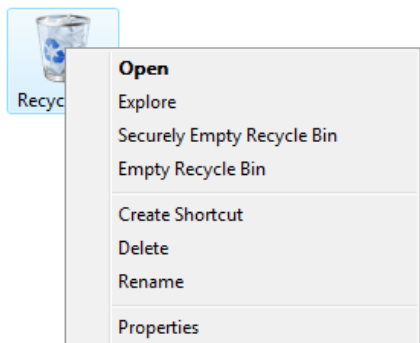 Recyc
Open
Explore
Securely Empty Recycle Bin
Empty Recycle Bin
Create Shortcut
Delete
Rename
Properties